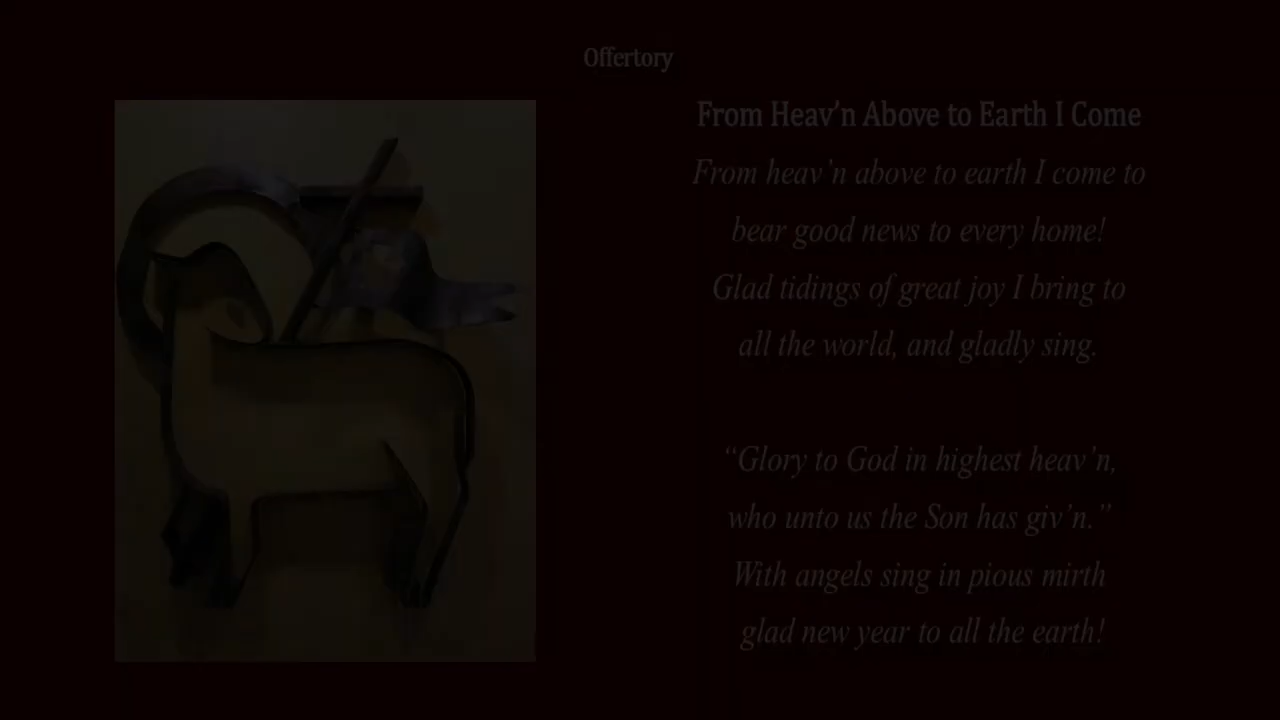 Offertory
From Heav’n Above to Earth I Come
From heav’n above to earth I come to
bear good news to every home!
Glad tidings of great joy I bring to
all the world, and gladly sing.
“Glory to God in highest heav’n,
who unto us the Son has giv’n.”
With angels sing in pious mirth
glad new year to all the earth!